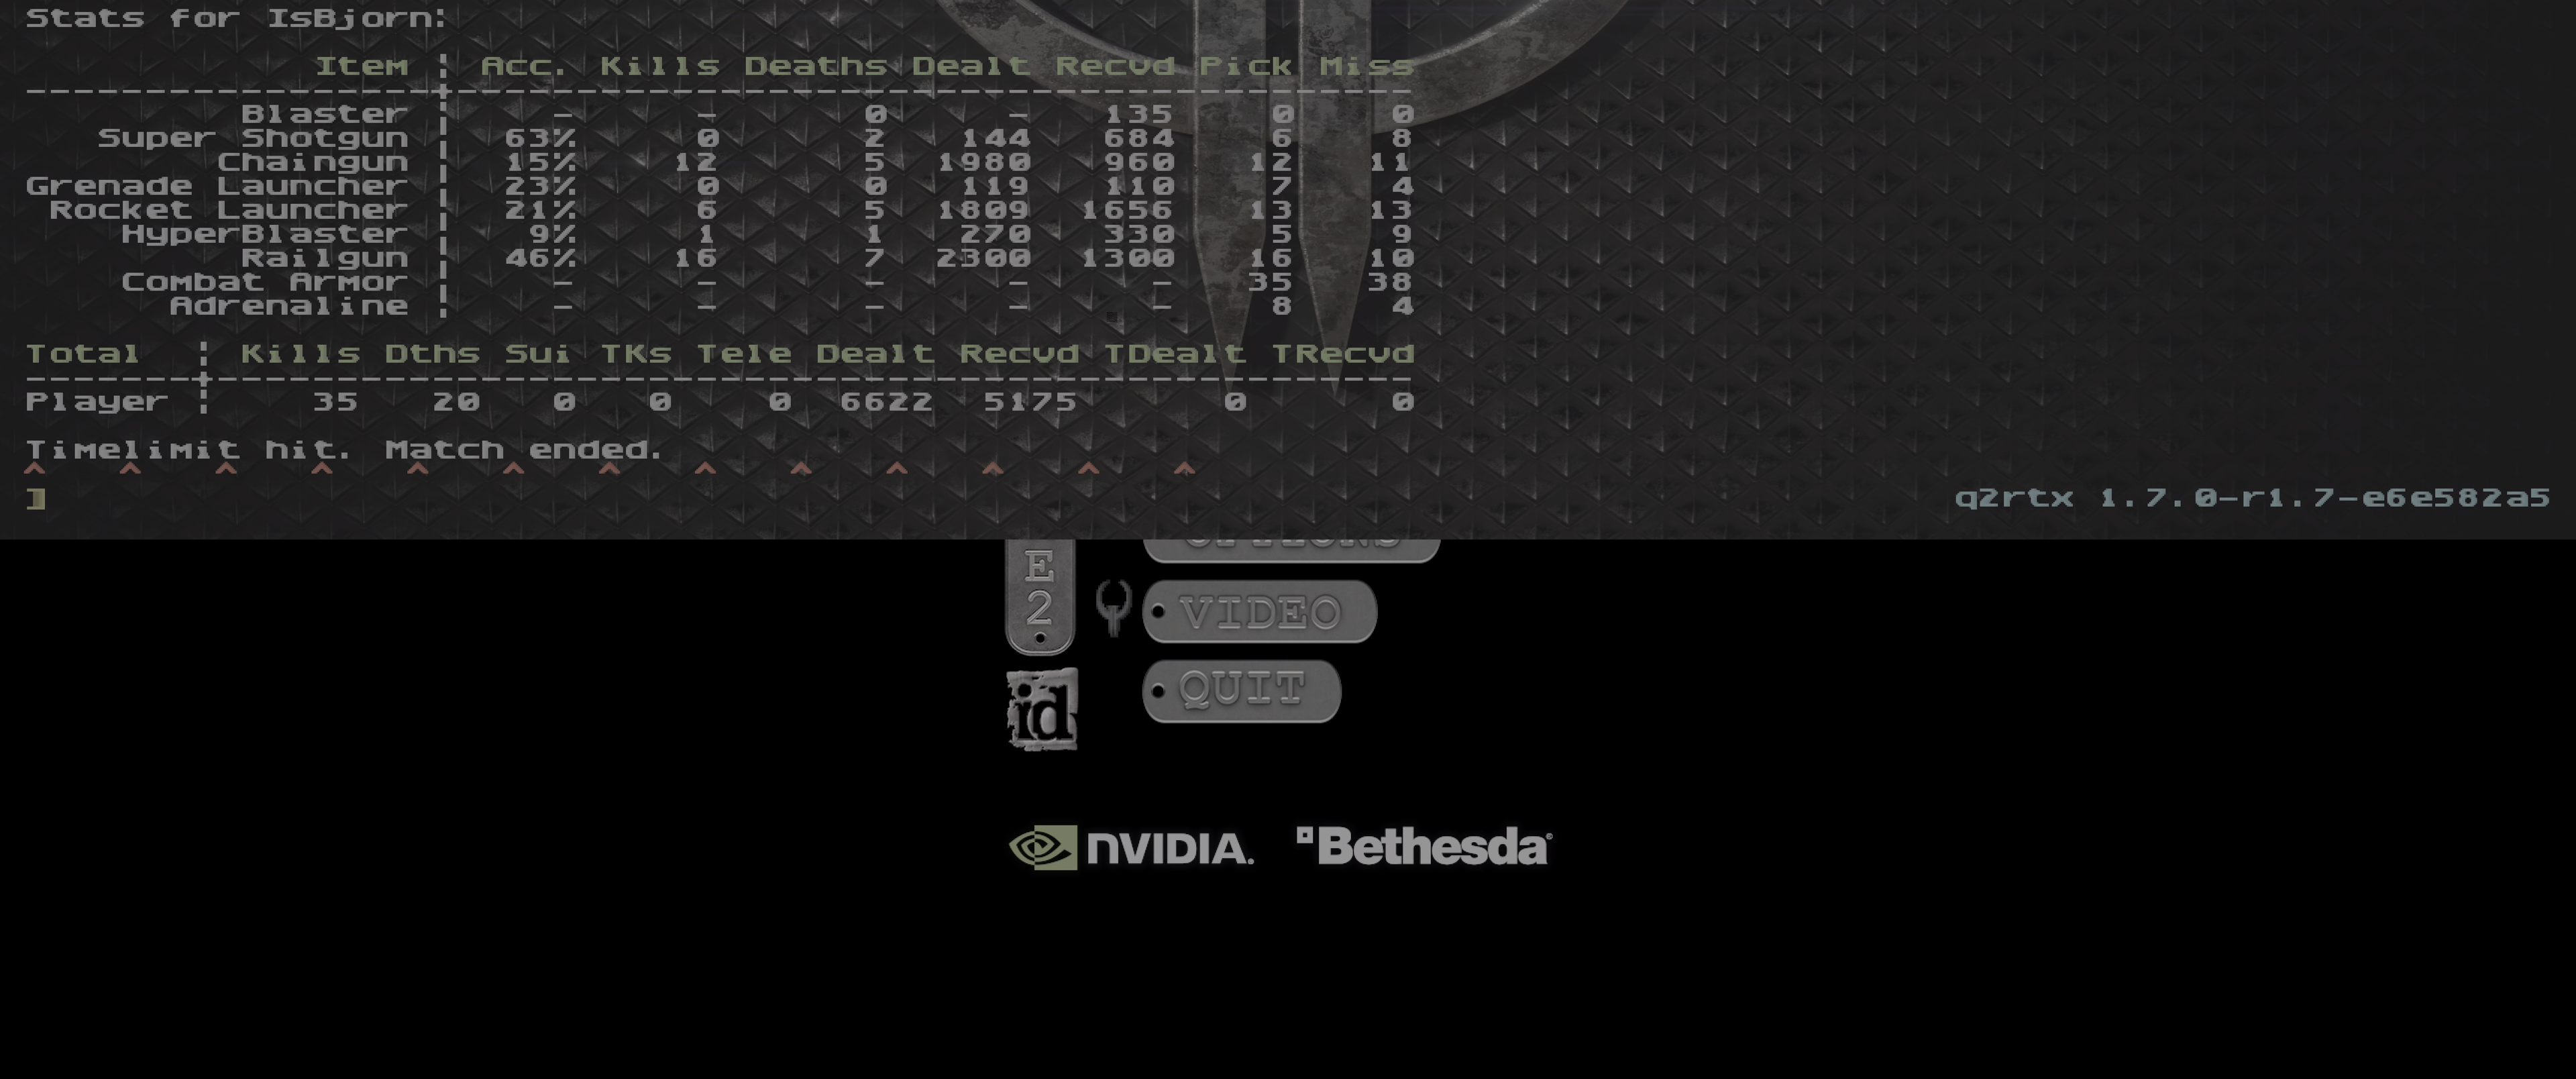 Stats for IsBjorn:
Item | Acc. Kills Deaths Dealt Recvd Pick Miss
Blaster | - - 0 - 135 0 0
Super Shotgun | 63% 0 2 144 684 6 8
Chaingun | 15% 12 5 1980 960 12 11
Grenade Launcher | 23% 0 0 119 110 7 4
Rocket Launcher | 21% 6 5 1809 1656 13 13
HyperBlaster | 9% 1 1 270 330 5 9
Railgun | 46% 16 7 2300 1300 16 10
Combat Armor | - - - - - 35 38
Adrenaline | - - - - - 8 4
Total | Kills Dths Sui TKs Tele Dealt Recvd TDealt TRecvd
Player | 35 20 0 0 0 6622 5175 0 0
Timelimit hit. Match ended.
^ ^ ^ ^ ^ ^ ^ ^ ^ ^ ^ ^ ^
]
q2rtx 1.7.0-r1.7-e6e582a5
OPTIONS
E
2
VIDEO
QUIT
id
NVIDIA.
Bethesda®